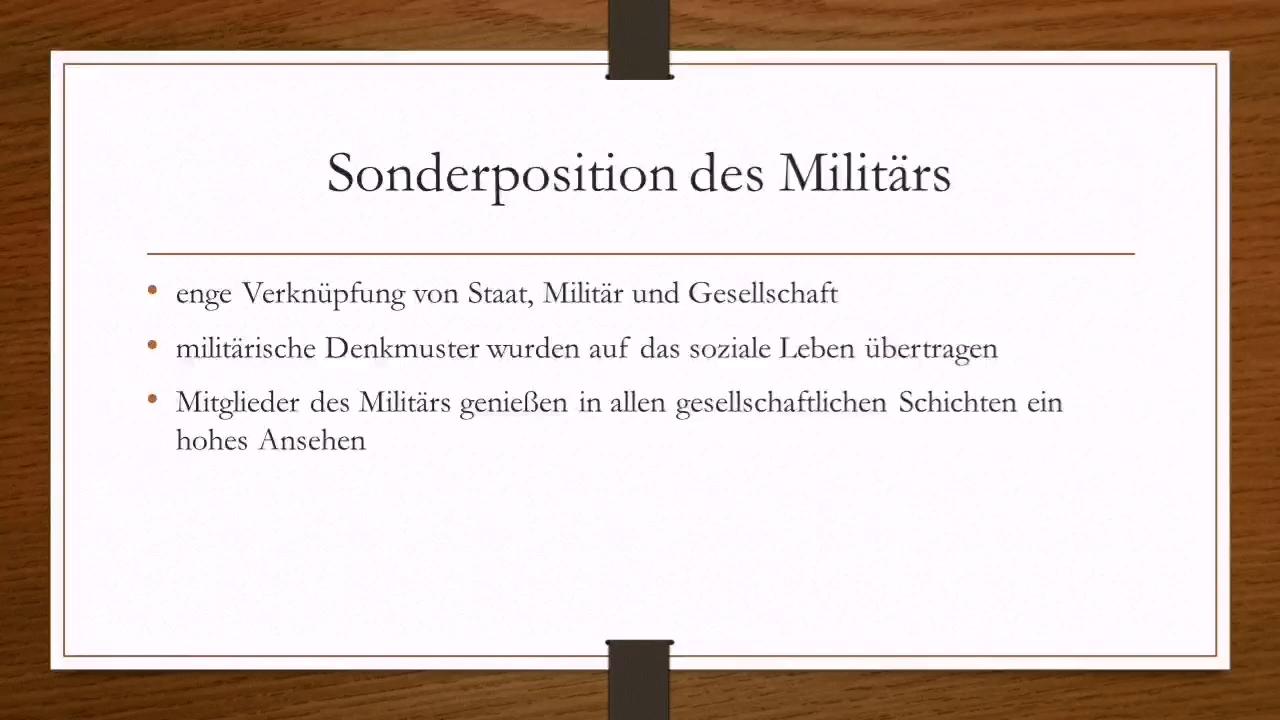 Sonderposition des Militärs
• enge Verknüpfung von Staat, Militär und Gesellschaft
• militärische Denkmuster wurden auf das soziale Leben übertragen
• Mitglieder des Militärs genießen in allen gesellschaftlichen Schichten ein
hohes Ansehen